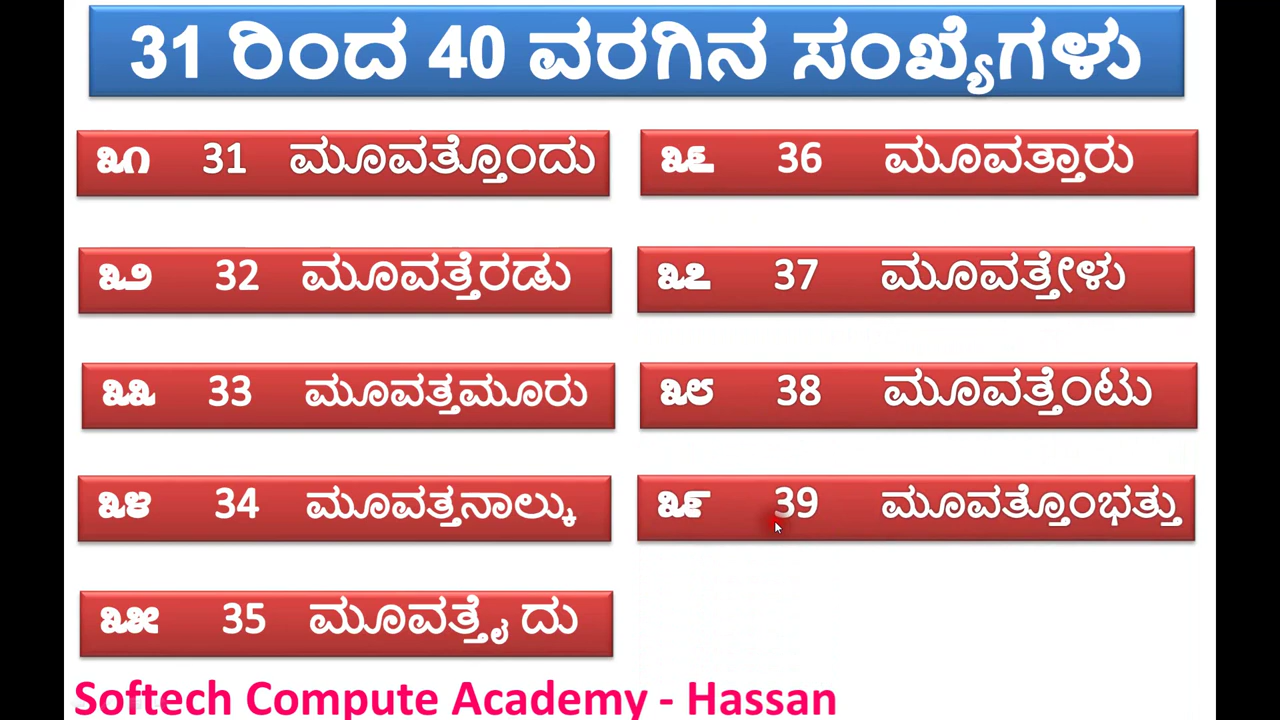 31 ರಿಂದ 40 ವರಗಿನ ಸಂಖ್ಯೆಗಳು
೩೧ 31 ಮೂವತ್ತೊಂದು
೩೨ 32 ಮೂವತ್ತೆರಡು
೩೩ 33 ಮೂವತ್ತಮೂರು
೩೪ 34 ಮೂವತ್ತನಾಲ್ಕು
೩೫ 35 ಮೂವತ್ತೈ ದು
೩೬ 36 ಮೂವತ್ತಾರು
೩೭ 37 ಮೂವತ್ತೇಳು
೩೮ 38 ಮೂವತ್ತೆಂಟು
೩೯ 39 ಮೂವತ್ತೊಂಭತ್ತು
Softech Compute Academy - Hassan